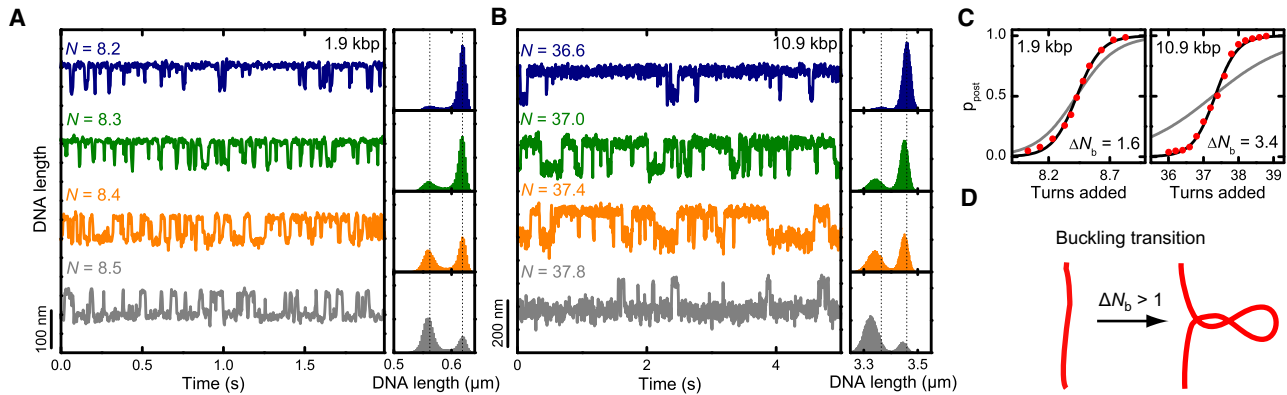 A
DNA length
N = 8.2
1.9 kbp
N = 8.3
N = 8.4
N = 8.5
100 nm
0.0
0.5
1.0
1.5
Time (s)
0.5
0.6
DNA length (μm)
B
N = 36.6
10.9 kbp
N = 37.0
N = 37.4
N = 37.8
200 nm
0
2
4
Time (s)
3.3
3.5
DNA length (μm)
C
p_post
1.0
0.5
0.0
1.9 kbp
ΔN_b = 1.6
8.2
8.7
Turns added
10.9 kbp
ΔN_b = 3.4
36
37
38
39
Turns added
D
Buckling transition
ΔN_b > 1